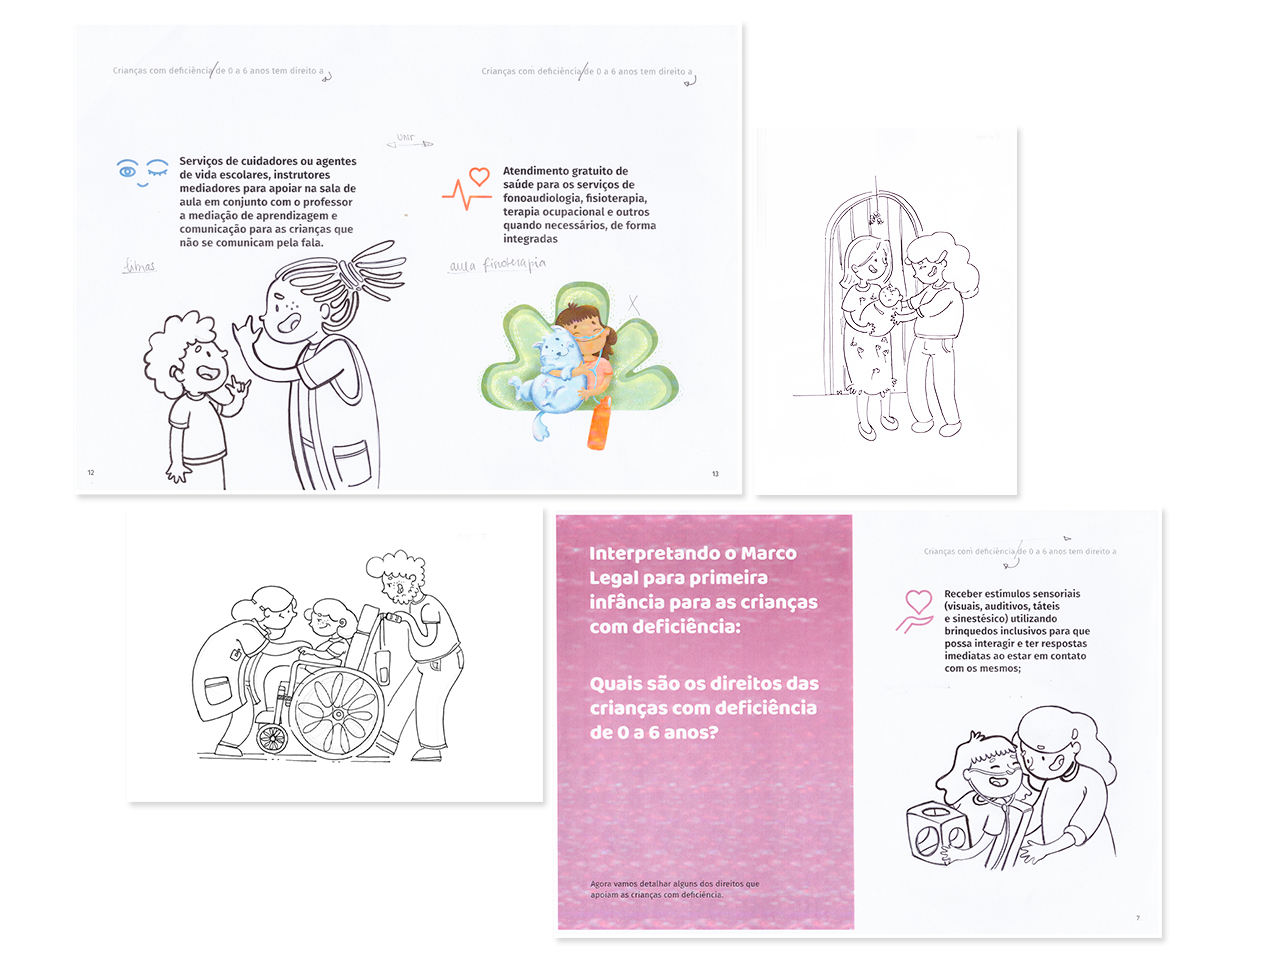 Crianças com deficiência/de 0 a 6 anos tem direito a
Crianças com deficiência/de 0 a 6 anos tem direito a
unir
Serviços de cuidadores ou agentes
de vida escolares, instrutores
mediadores para apoiar na sala de
aula em conjunto com o professor
a mediação de aprendizagem e
comunicação para as crianças que
não se comunicam pela fala.
libras
Atendimento gratuito de
saúde para os serviços de
fonoaudiologia, fisioterapia,
terapia ocupacional e outros
quando necessários, de forma
integradas
aula fisioterapia
X
12
13
Interpretando o Marco
Legal para primeira
infância para as crianças
com deficiência:
Quais são os direitos das
crianças com deficiência
de 0 a 6 anos?
Agora vamos detalhar alguns dos direitos que
apoiam as crianças com deficiência.
Crianças com deficiência/de 0 a 6 anos tem direito a
Receber estímulos sensoriais
(visuais, auditivos, táteis
e sinestésico) utilizando
brinquedos inclusivos para que
possa interagir e ter respostas
imediatas ao estar em contato
com os mesmos;
7